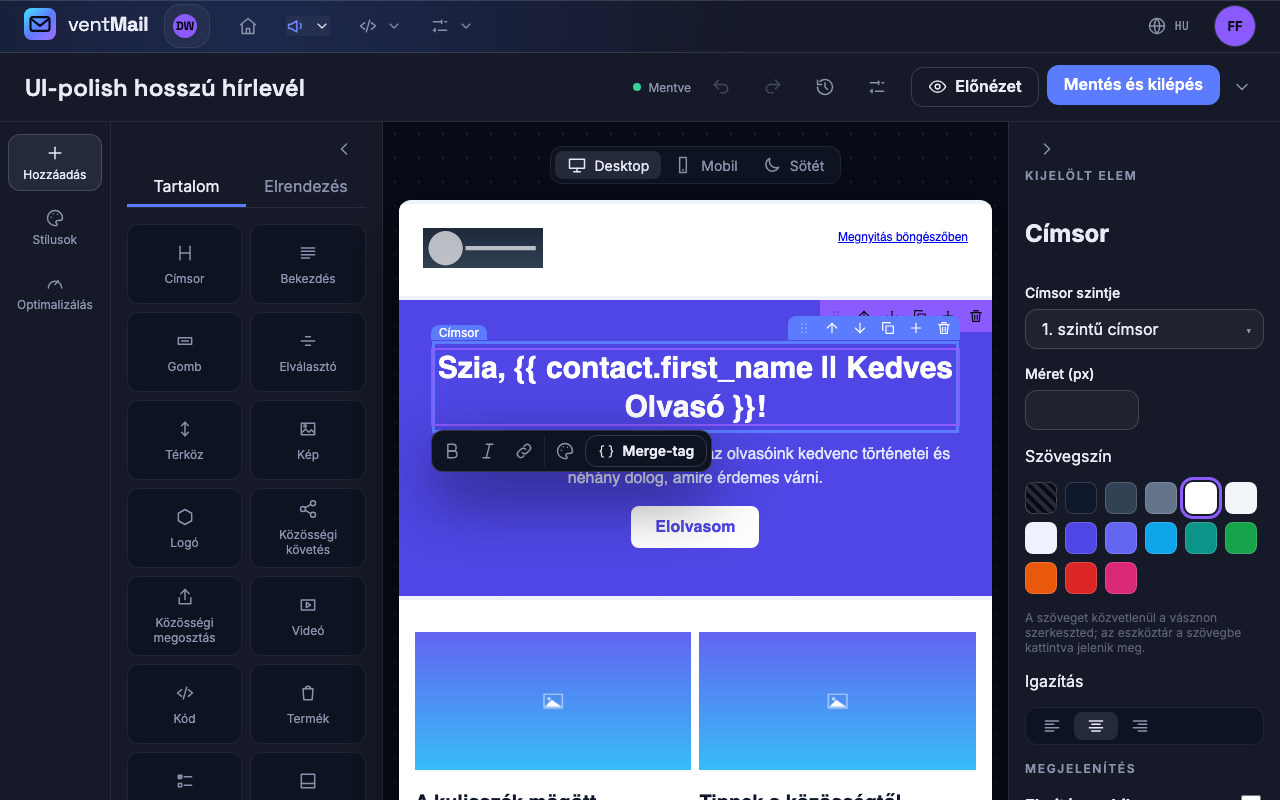 ventMail
DW
HU
FF
UI-polish hosszú hírlevél
Mentve
Előnézet
Mentés és kilépés
Hozzáadás
Stílusok
Optimalizálás
Tartalom
Elrendezés
Címsor
Bekezdés
Gomb
Elválasztó
Térköz
Kép
Logó
Közösségi
követés
Közösségi
megosztás
Videó
Kód
Termék
Desktop
Mobil
Sötét
Megnyitás böngészőben
Címsor
Szia, {{ contact.first_name || Kedves
Olvasó }}!
Merge-tag
az olvasóink kedvenc történetei és
néhány dolog, amire érdemes várni.
Elolvasom
A kulisszák mögött
Tippek a közösségtől
KIJELÖLT ELEM
Címsor
Címsor szintje
1. szintű címsor
Méret (px)
Szövegszín
A szöveget közvetlenül a vásznon
szerkeszted; az eszköztár a szövegbe
kattintva jelenik meg.
Igazítás
MEGJELENÍTÉS